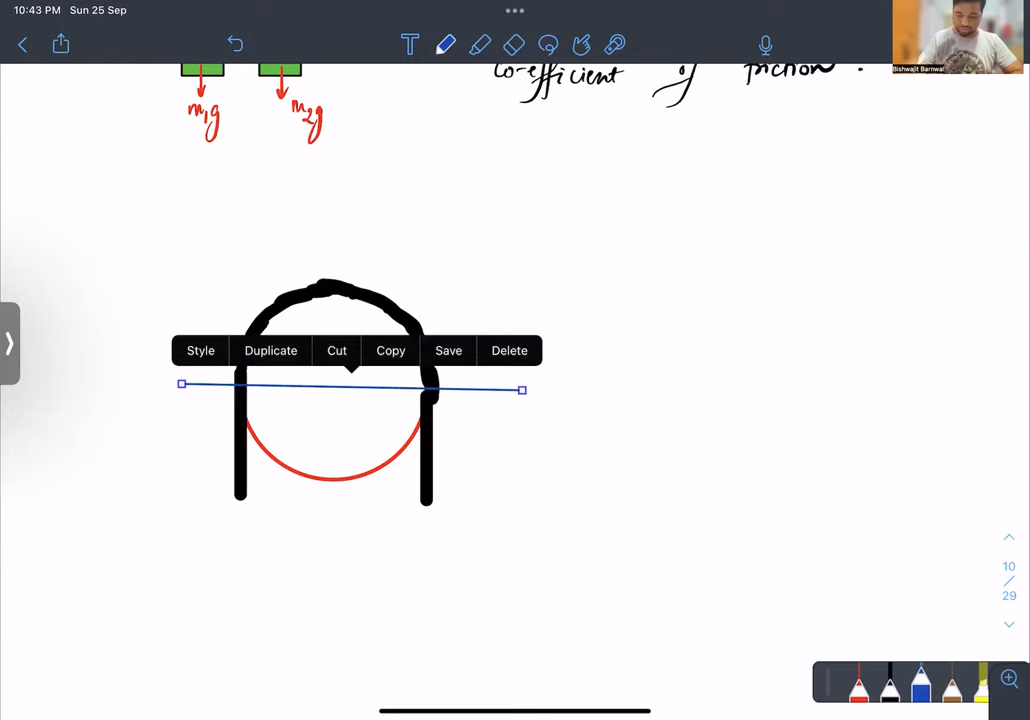 10:43 PM Sun 25 Sep
Bishwajit Barnwal
co-efficient of friction .
m₁g
m₂g
Style Duplicate Cut Copy Save Delete
10
/
29